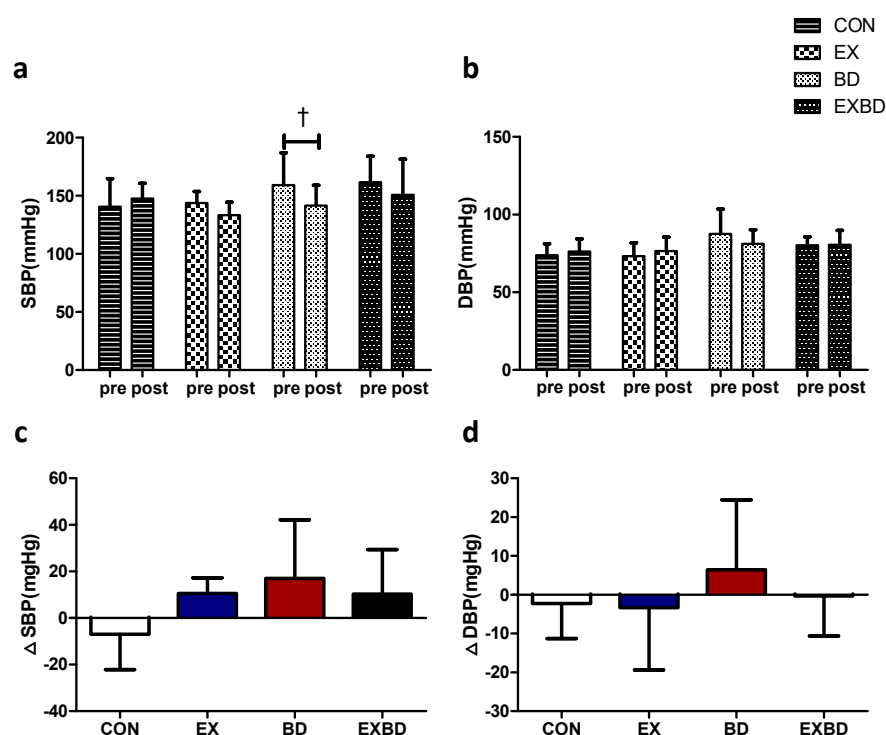 CON
EX
BD
EXBD
a
†
SBP(mmHg)
200
150
100
50
0
pre post pre post pre post pre post
b
DBP(mmHg)
150
100
50
0
pre post pre post pre post pre post
c
Δ SBP(mgHg)
60
40
20
0
-20
-40
CON EX BD EXBD
d
Δ DBP(mgHg)
30
20
10
0
-10
-20
-30
CON EX BD EXBD